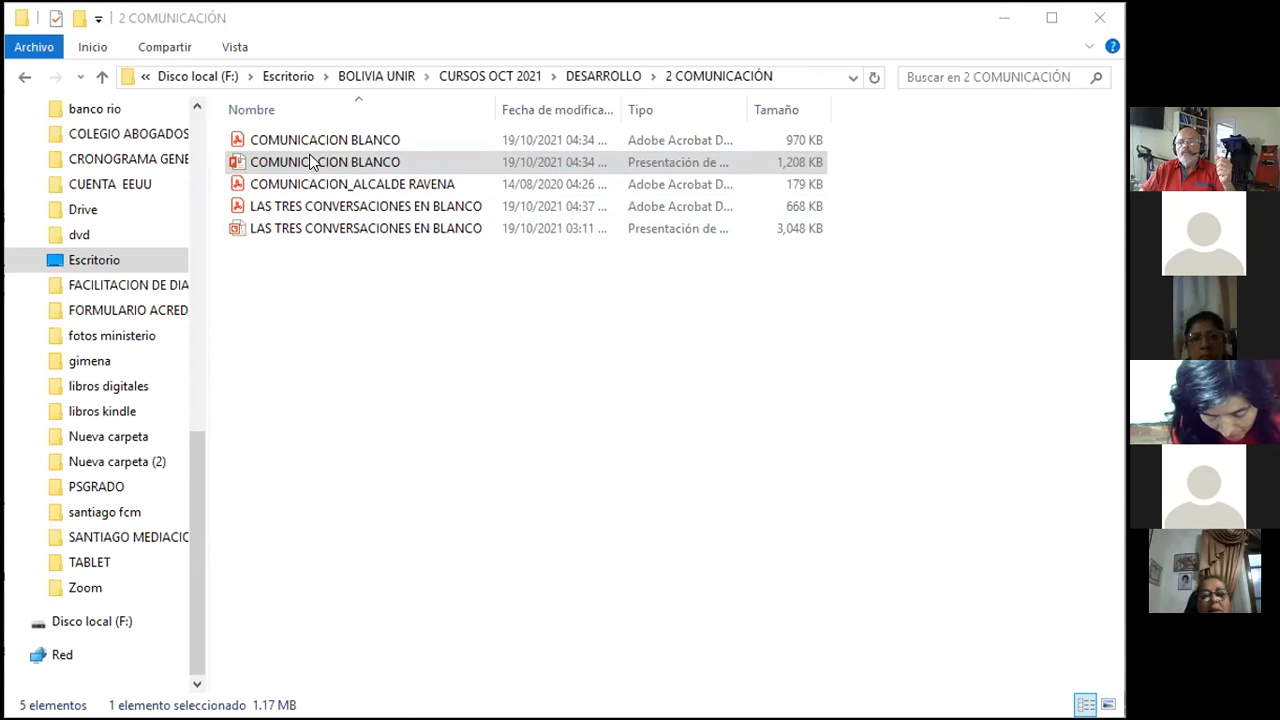 2 COMUNICACIÓN
Archivo Inicio Compartir Vista
« Disco local (F:) > Escritorio > BOLIVIA UNIR > CURSOS OCT 2021 > DESARROLLO > 2 COMUNICACIÓN
Buscar en 2 COMUNICACIÓN
Nombre Fecha de modifica... Tipo Tamaño
COMUNICACION BLANCO 19/10/2021 04:34 ... Adobe Acrobat D... 970 KB
COMUNICACION BLANCO 19/10/2021 04:34 ... Presentación de ... 1,208 KB
COMUNICACION_ALCALDE RAVENA 14/08/2020 04:26 ... Adobe Acrobat D... 179 KB
LAS TRES CONVERSACIONES EN BLANCO 19/10/2021 04:37 ... Adobe Acrobat D... 668 KB
LAS TRES CONVERSACIONES EN BLANCO 19/10/2021 03:11 ... Presentación de ... 3,048 KB
banco rio
COLEGIO ABOGADOS
CRONOGRAMA GENE
CUENTA EEUU
Drive
dvd
Escritorio
FACILITACION DE DIA
FORMULARIO ACRED
fotos ministerio
gimena
libros digitales
libros kindle
Nueva carpeta
Nueva carpeta (2)
PSGRADO
santiago fcm
SANTIAGO MEDIACIO
TABLET
Zoom
Disco local (F:)
Red
5 elementos 1 elemento seleccionado 1.17 MB